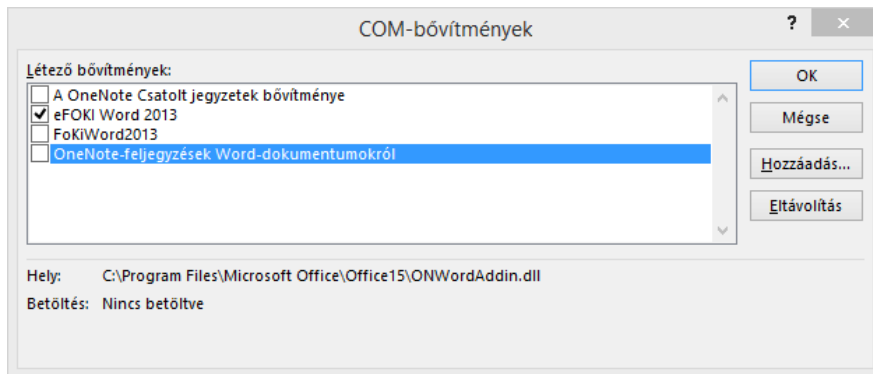 COM-bővítmények
? ×
Létező bővítmények:
A OneNote Csatolt jegyzetek bővítménye
eFOKI Word 2013
FoKiWord2013
OneNote-feljegyzések Word-dokumentumokról
OK
Mégse
Hozzáadás...
Eltávolítás
Hely: C:\Program Files\Microsoft Office\Office15\ONWordAddin.dll
Betöltés: Nincs betöltve